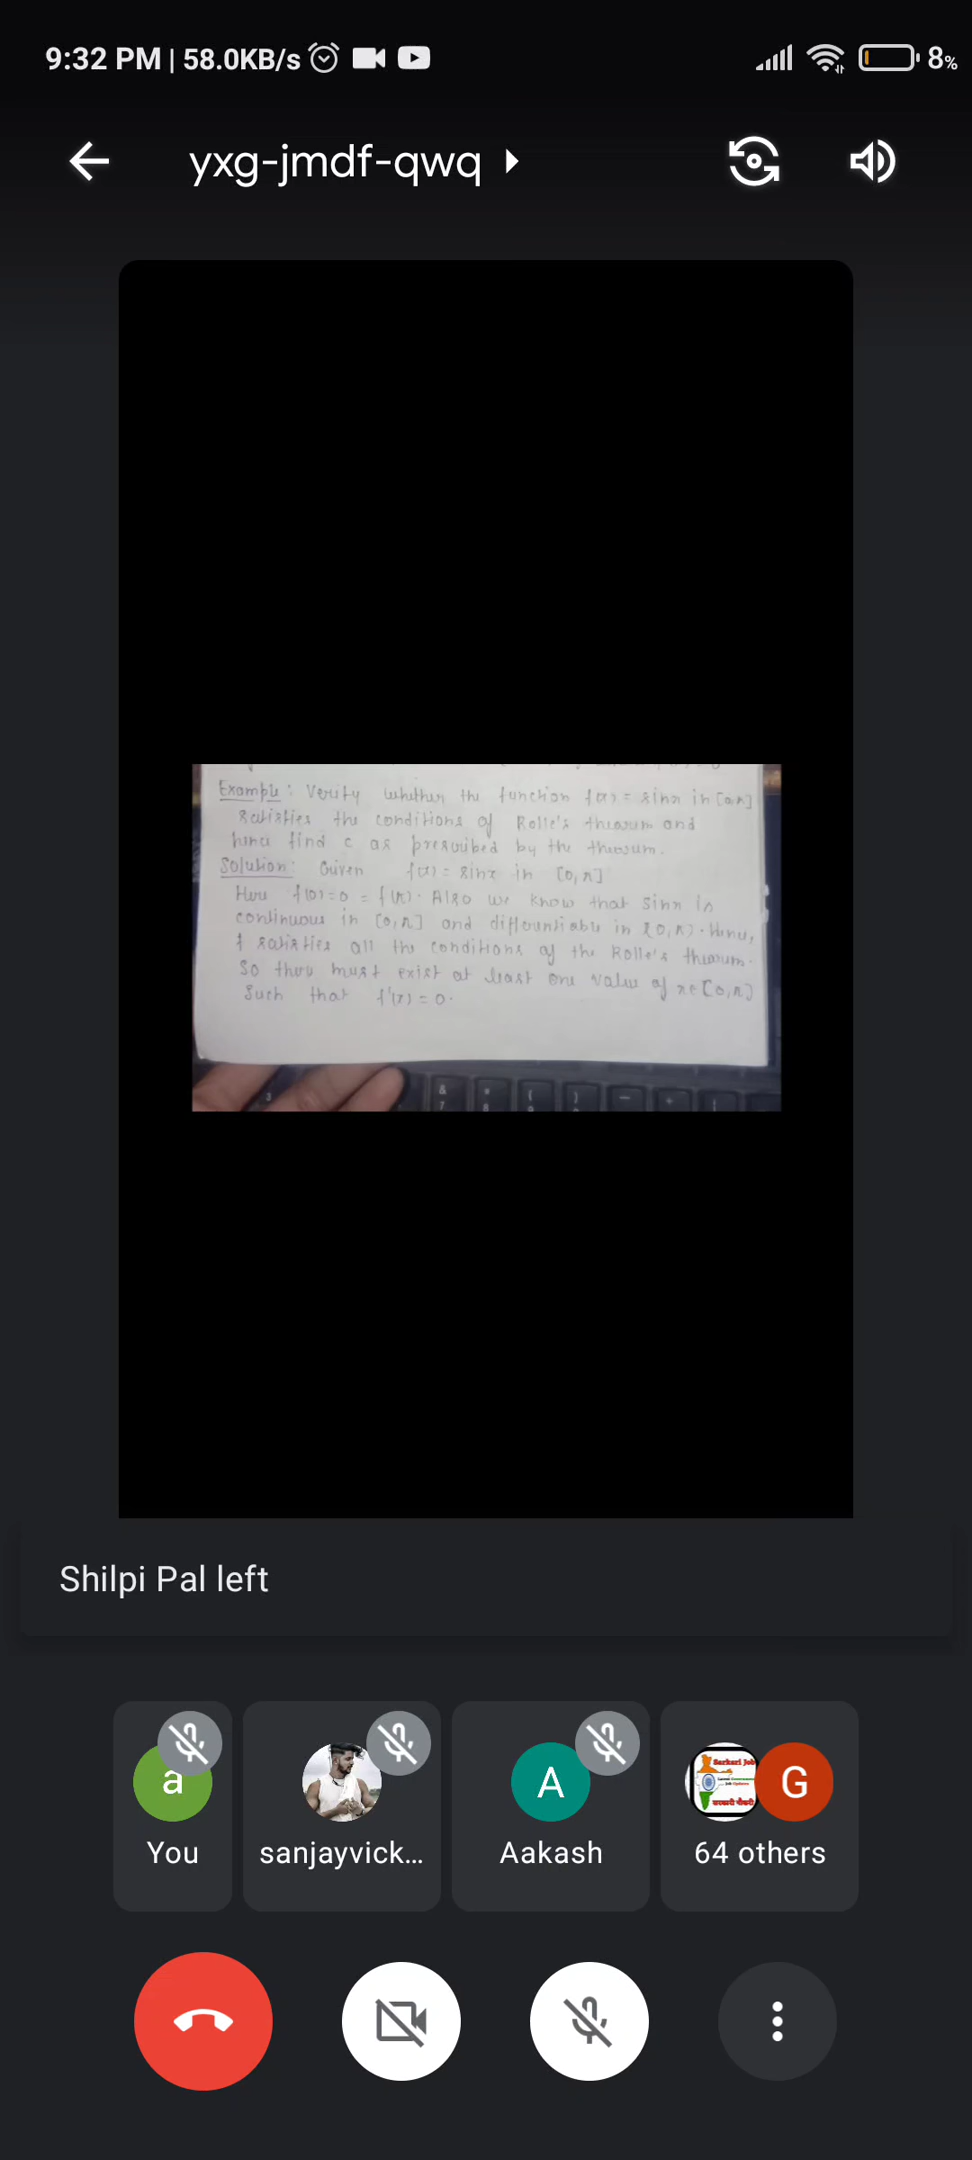 9:32 PM | 58.0KB/s
8%
yxg-jmdf-qwq
Example: Verify whether the function f(x) = sinx in [0,π]
satisfies the conditions of Rolle's theorem and
hence find c as prescribed by the theorem.
Solution: Given f(x) = sinx in [0,π]
Here f(0)=0 = f(π). Also we know that sinx is
continuous in [0,π] and differentiable in (0,π). Hence,
f satisfies all the conditions of the Rolle's theorem.
So there must exist at least one value of x∈[0,π]
Such that f'(x) = 0.
Shilpi Pal left
a
You
sanjayvick...
A
Aakash
Sarkari Job
G
64 others